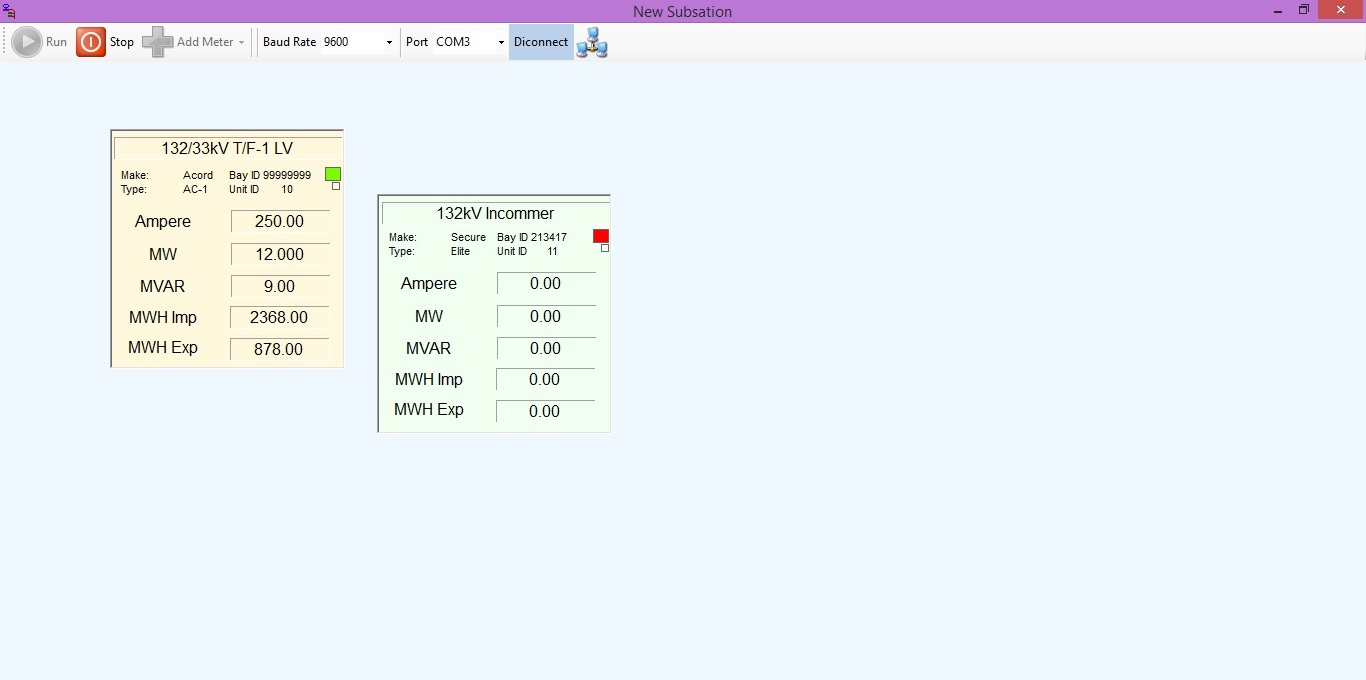 New Subsation
Run Stop Add Meter Baud Rate 9600 Port COM3 Diconnect
132/33kV T/F-1 LV
Make: Acord Bay ID 99999999
Type: AC-1 Unit ID 10
Ampere 250.00
MW 12.000
MVAR 9.00
MWH Imp 2368.00
MWH Exp 878.00
132kV Incommer
Make: Secure Bay ID 213417
Type: Elite Unit ID 11
Ampere 0.00
MW 0.00
MVAR 0.00
MWH Imp 0.00
MWH Exp 0.00